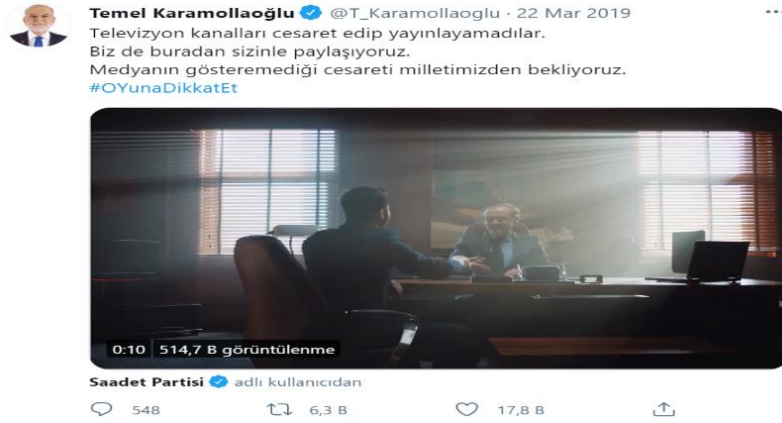 Temel Karamollaoğlu @T_Karamollaoglu · 22 Mar 2019
Televizyon kanalları cesaret edip yayınlayamadılar.
Biz de buradan sizinle paylaşıyoruz.
Medyanın gösteremediği cesareti milletimizden bekliyoruz.
#OYunaDikkatEt
0:10 514,7 B görüntülenme
Saadet Partisi adlı kullanıcıdan
548 6,3 B 17,8 B